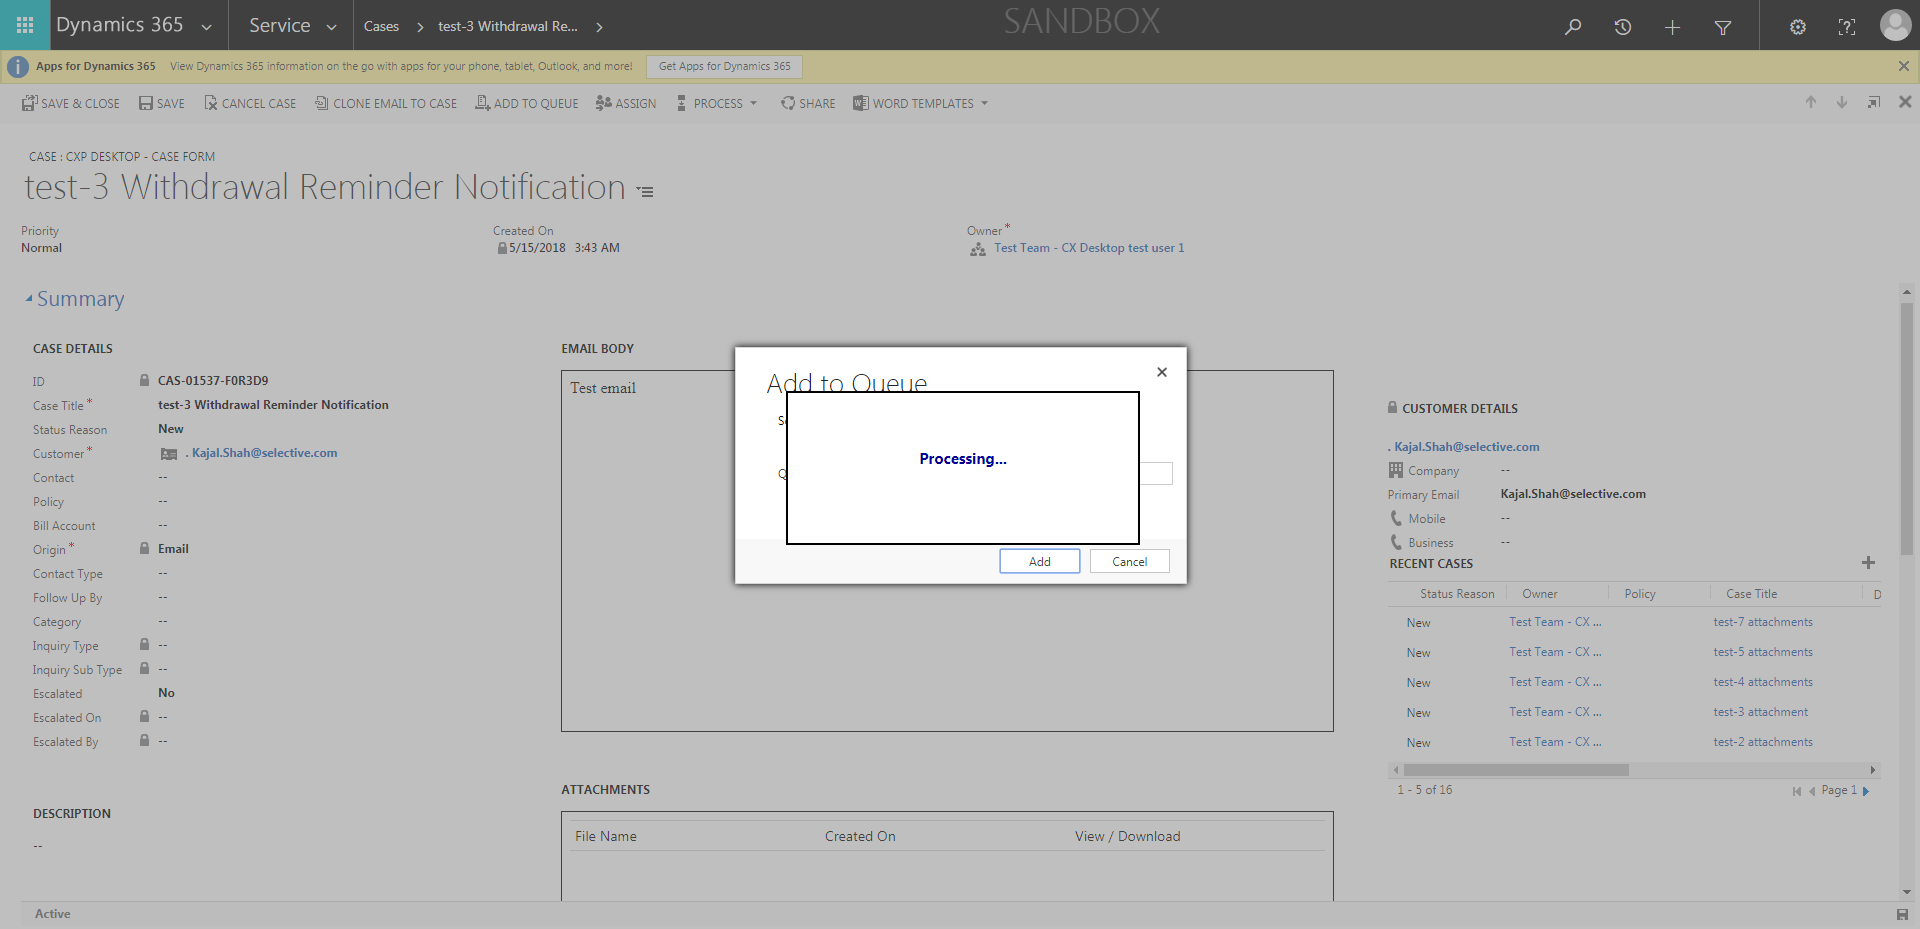 Dynamics 365 Service Cases test-3 Withdrawal Re... SANDBOX
Apps for Dynamics 365 View Dynamics 365 information on the go with apps for your phone, tablet, Outlook, and more! Get Apps for Dynamics 365
SAVE & CLOSE SAVE CANCEL CASE CLONE EMAIL TO CASE ADD TO QUEUE ASSIGN PROCESS SHARE WORD TEMPLATES
CASE : CXP DESKTOP - CASE FORM
test-3 Withdrawal Reminder Notification
Priority
Normal
Created On
5/15/2018 3:43 AM
Owner*
Test Team - CX Desktop test user 1
Summary
CASE DETAILS
ID CAS-01537-F0R3D9
Case Title* test-3 Withdrawal Reminder Notification
Status Reason New
Customer* . Kajal.Shah@selective.com
Contact --
Policy --
Bill Account --
Origin* Email
Contact Type --
Follow Up By --
Category --
Inquiry Type --
Inquiry Sub Type --
Escalated No
Escalated On --
Escalated By --
DESCRIPTION
--
EMAIL BODY
Test email
Add to Queue
Processing...
Add Cancel
ATTACHMENTS
File Name Created On View / Download
CUSTOMER DETAILS
. Kajal.Shah@selective.com
Company --
Primary Email Kajal.Shah@selective.com
Mobile --
Business --
RECENT CASES
Status Reason Owner Policy Case Title D
New Test Team - CX ... test-7 attachments
New Test Team - CX ... test-5 attachments
New Test Team - CX ... test-4 attachments
New Test Team - CX ... test-3 attachment
New Test Team - CX ... test-2 attachments
1 - 5 of 16 Page 1
Active